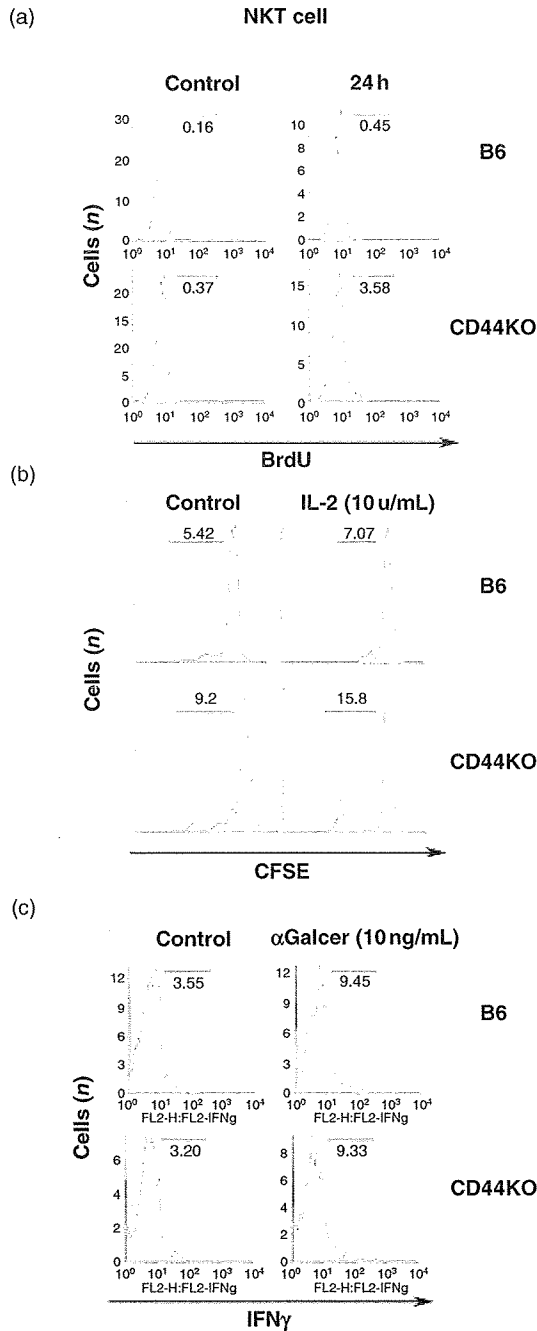 (a)
NKT cell
Control 24 h
30
20
10
0
0.16
10⁰ 10¹ 10² 10³ 10⁴
10
8
6
4
2
0
0.45
10⁰ 10¹ 10² 10³ 10⁴
B6
Cells (n)
20
15
20
5
0
0.37
10⁰ 10¹ 10² 10³ 10⁴
15
10
5
0
3.58
10⁰ 10¹ 10² 10³ 10⁴
CD44KO
BrdU
(b)
Control IL-2 (10 u/mL)
5.42 7.07
B6
Cells (n)
9.2 15.8
CD44KO
CFSE
(c)
Control αGalcer (10 ng/mL)
12
9
6
3
0
3.55
10⁰ 10¹ 10² 10³ 10⁴
FL2-H:FL2-IFNg
12
9
6
3
0
9.45
10⁰ 10¹ 10² 10³ 10⁴
FL2-H:FL2-IFNg
B6
Cells (n)
6
4
2
0
3.20
10⁰ 10¹ 10² 10³ 10⁴
FL2-H:FL2-IFNg
8
6
4
2
0
9.33
10⁰ 10¹ 10² 10³ 10⁴
FL2-H:FL2-IFNg
CD44KO
IFNγ